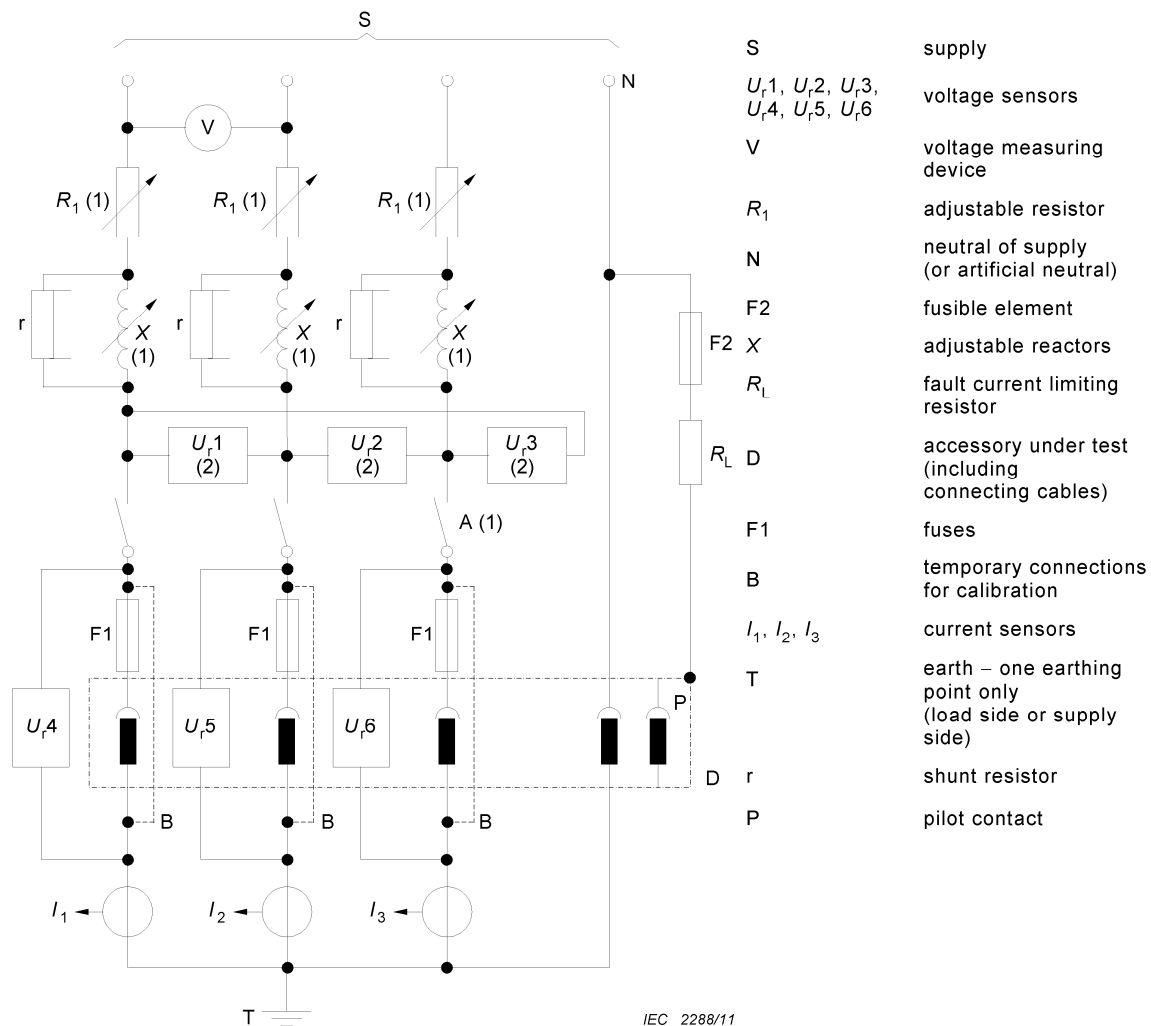 S
N
V
R1 (1)
R1 (1)
R1 (1)
r
X
(1)
r
X
(1)
r
X
(1)
F2
RL
Ur1
(2)
Ur2
(2)
Ur3
(2)
A (1)
F1
F1
F1
Ur4
Ur5
Ur6
P
D
B
B
B
I1
I2
I3
T
IEC 2288/11
S supply
Ur1, Ur2, Ur3,
Ur4, Ur5, Ur6 voltage sensors
V voltage measuring
device
R1 adjustable resistor
N neutral of supply
(or artificial neutral)
F2 fusible element
X adjustable reactors
RL fault current limiting
resistor
D accessory under test
(including
connecting cables)
F1 fuses
B temporary connections
for calibration
I1, I2, I3 current sensors
T earth – one earthing
point only
(load side or supply
side)
r shunt resistor
P pilot contact